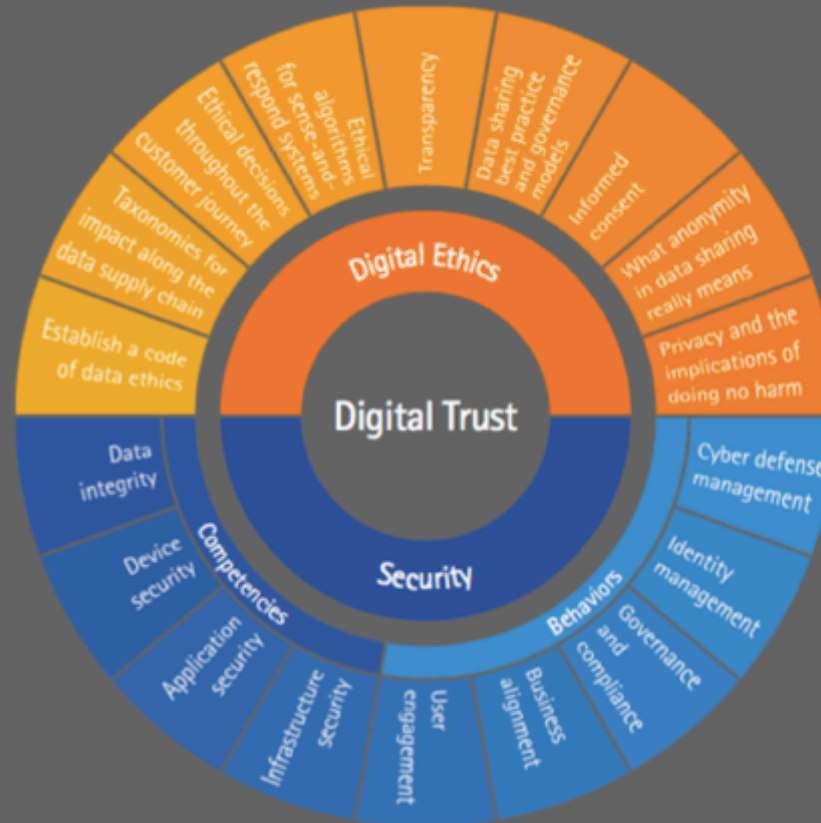 Establish a code
of data ethics
Taxonomies for
impact along the
data supply chain
Ethical decisions
throughout the
customer journey
Ethical
algorithms
for sense-and-
respond systems
Transparency
Data sharing
best practice
and governance
models
Informed
consent
What anonymity
in data sharing
really means
Privacy and the
implications of
doing no harm
Digital Ethics
Digital Trust
Security
Competencies
Behaviors
Data
integrity
Device
security
Application
security
Infrastructure
security
User
engagement
Business
alignment
Governance
and
compliance
Identity
management
Cyber defense
management